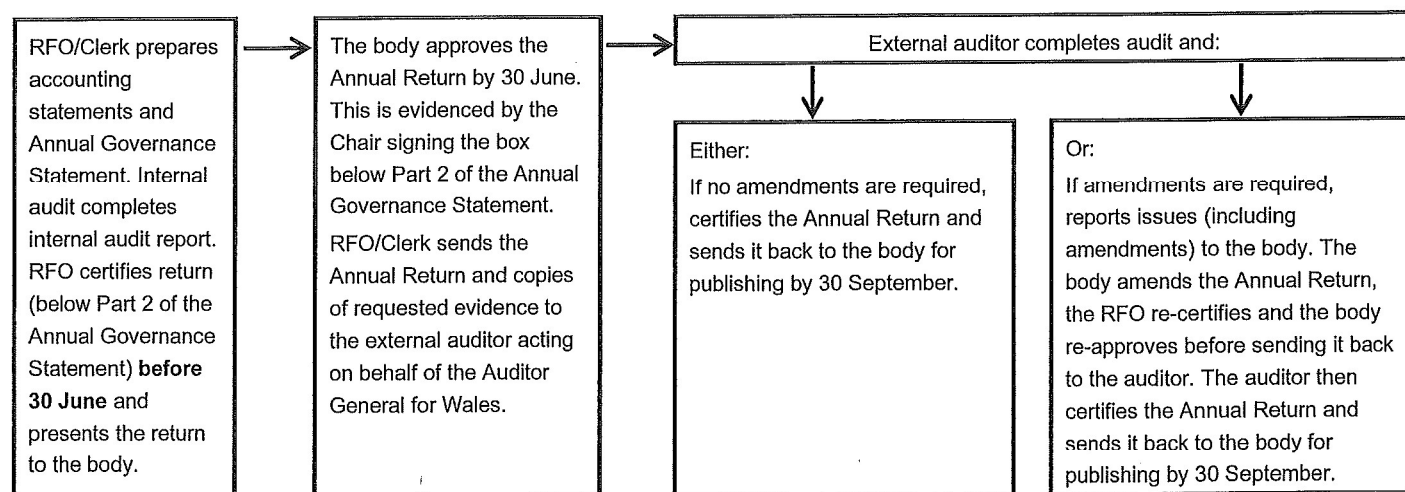 RFO/Clerk prepares
accounting
statements and
Annual Governance
Statement. Internal
audit completes
internal audit report.
RFO certifies return
(below Part 2 of the
Annual Governance
Statement) before
30 June and
presents the return
to the body.
The body approves the
Annual Return by 30 June.
This is evidenced by the
Chair signing the box
below Part 2 of the Annual
Governance Statement.
RFO/Clerk sends the
Annual Return and copies
of requested evidence to
the external auditor acting
on behalf of the Auditor
General for Wales.
External auditor completes audit and:
Either:
If no amendments are required,
certifies the Annual Return and
sends it back to the body for
publishing by 30 September.
Or:
If amendments are required,
reports issues (including
amendments) to the body. The
body amends the Annual Return,
the RFO re-certifies and the body
re-approves before sending it back
to the auditor. The auditor then
certifies the Annual Return and
sends it back to the body for
publishing by 30 September.